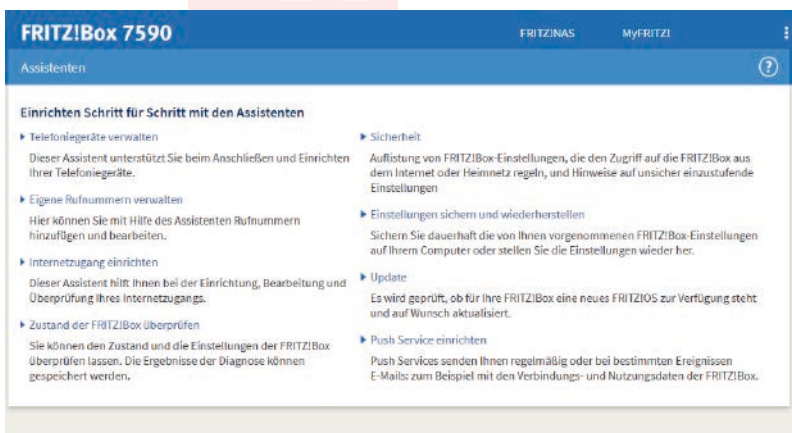 FRITZ!Box 7590
FRITZ!NAS
MyFRITZ!
Assistenten
?
Einrichten Schritt für Schritt mit den Assistenten
Telefoniegeräte verwalten
Dieser Assistent unterstützt Sie beim Anschließen und Einrichten
Ihrer Telefoniegeräte.
Eigene Rufnummern verwalten
Hier können Sie mit Hilfe des Assistenten Rufnummern
hinzufügen und bearbeiten.
Internetzugang einrichten
Dieser Assistent hilft Ihnen bei der Einrichtung, Bearbeitung und
Überprüfung Ihres Internetzugangs.
Zustand der FRITZ!Box überprüfen
Sie können den Zustand und die Einstellungen der FRITZ!Box
überprüfen lassen. Die Ergebnisse der Diagnose können
gespeichert werden.
Sicherheit
Auflistung von FRITZ!Box-Einstellungen, die den Zugriff auf die FRITZ!Box aus
dem Internet oder Heimnetz regeln, und Hinweise auf unsicher einzustufende
Einstellungen
Einstellungen sichern und wiederherstellen
Sichern Sie dauerhaft die von Ihnen vorgenommenen FRITZ!Box-Einstellungen
auf Ihrem Computer oder stellen Sie die Einstellungen wieder her.
Update
Es wird geprüft, ob für Ihre FRITZ!Box eine neues FRITZ!OS zur Verfügung steht
und auf Wunsch aktualisiert.
Push Service einrichten
Push Services senden Ihnen regelmäßig oder bei bestimmten Ereignissen
E-Mails: zum Beispiel mit den Verbindungs- und Nutzungsdaten der FRITZ!Box.